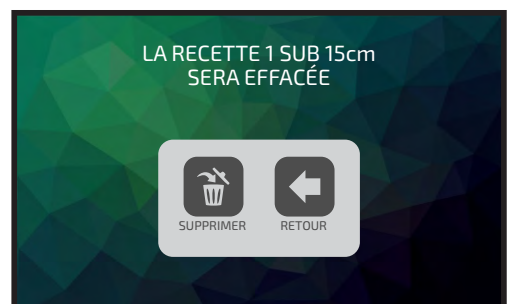 LA RECETTE 1 SUB 15cm
SERA EFFACÉE
SUPPRIMER
RETOUR